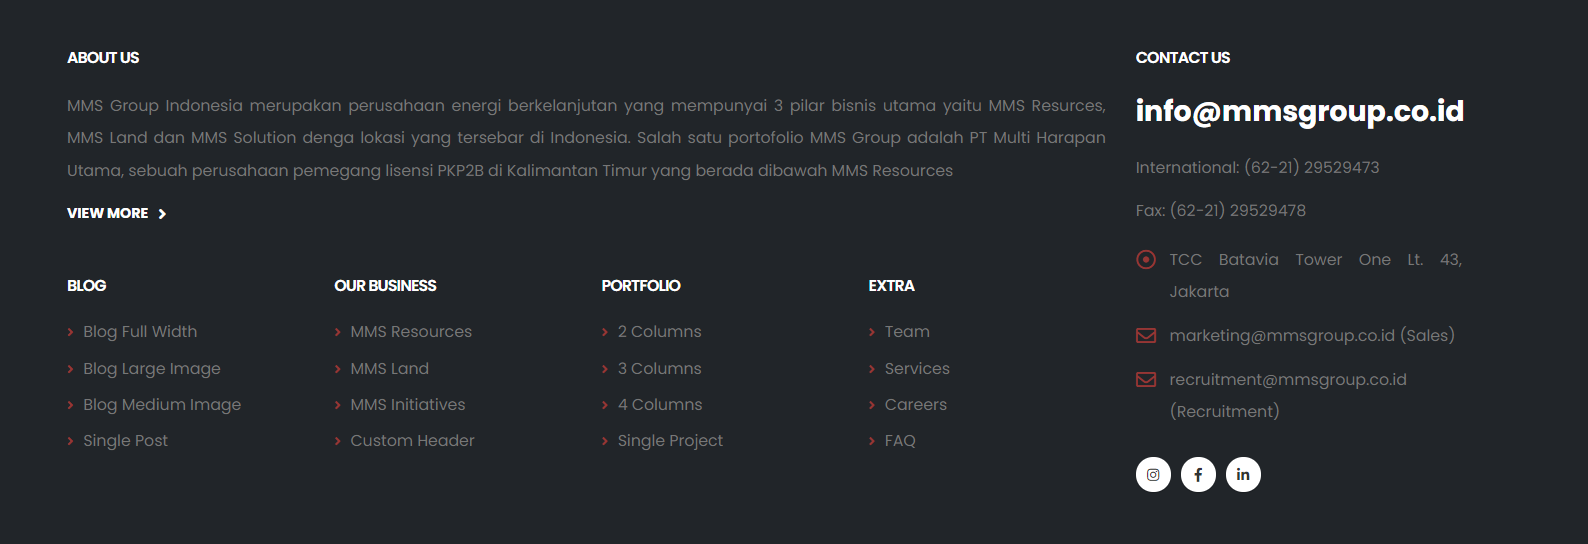 ABOUT US
MMS Group Indonesia merupakan perusahaan energi berkelanjutan yang mempunyai 3 pilar bisnis utama yaitu MMS Resurces,
MMS Land dan MMS Solution denga lokasi yang tersebar di Indonesia. Salah satu portofolio MMS Group adalah PT Multi Harapan
Utama, sebuah perusahaan pemegang lisensi PKP2B di Kalimantan Timur yang berada dibawah MMS Resources
VIEW MORE
BLOG
Blog Full Width
Blog Large Image
Blog Medium Image
Single Post
OUR BUSINESS
MMS Resources
MMS Land
MMS Initiatives
Custom Header
PORTFOLIO
2 Columns
3 Columns
4 Columns
Single Project
EXTRA
Team
Services
Careers
FAQ
CONTACT US
info@mmsgroup.co.id
International: (62-21) 29529473
Fax: (62-21) 29529478
TCC Batavia Tower One Lt. 43,
Jakarta
marketing@mmsgroup.co.id (Sales)
recruitment@mmsgroup.co.id
(Recruitment)